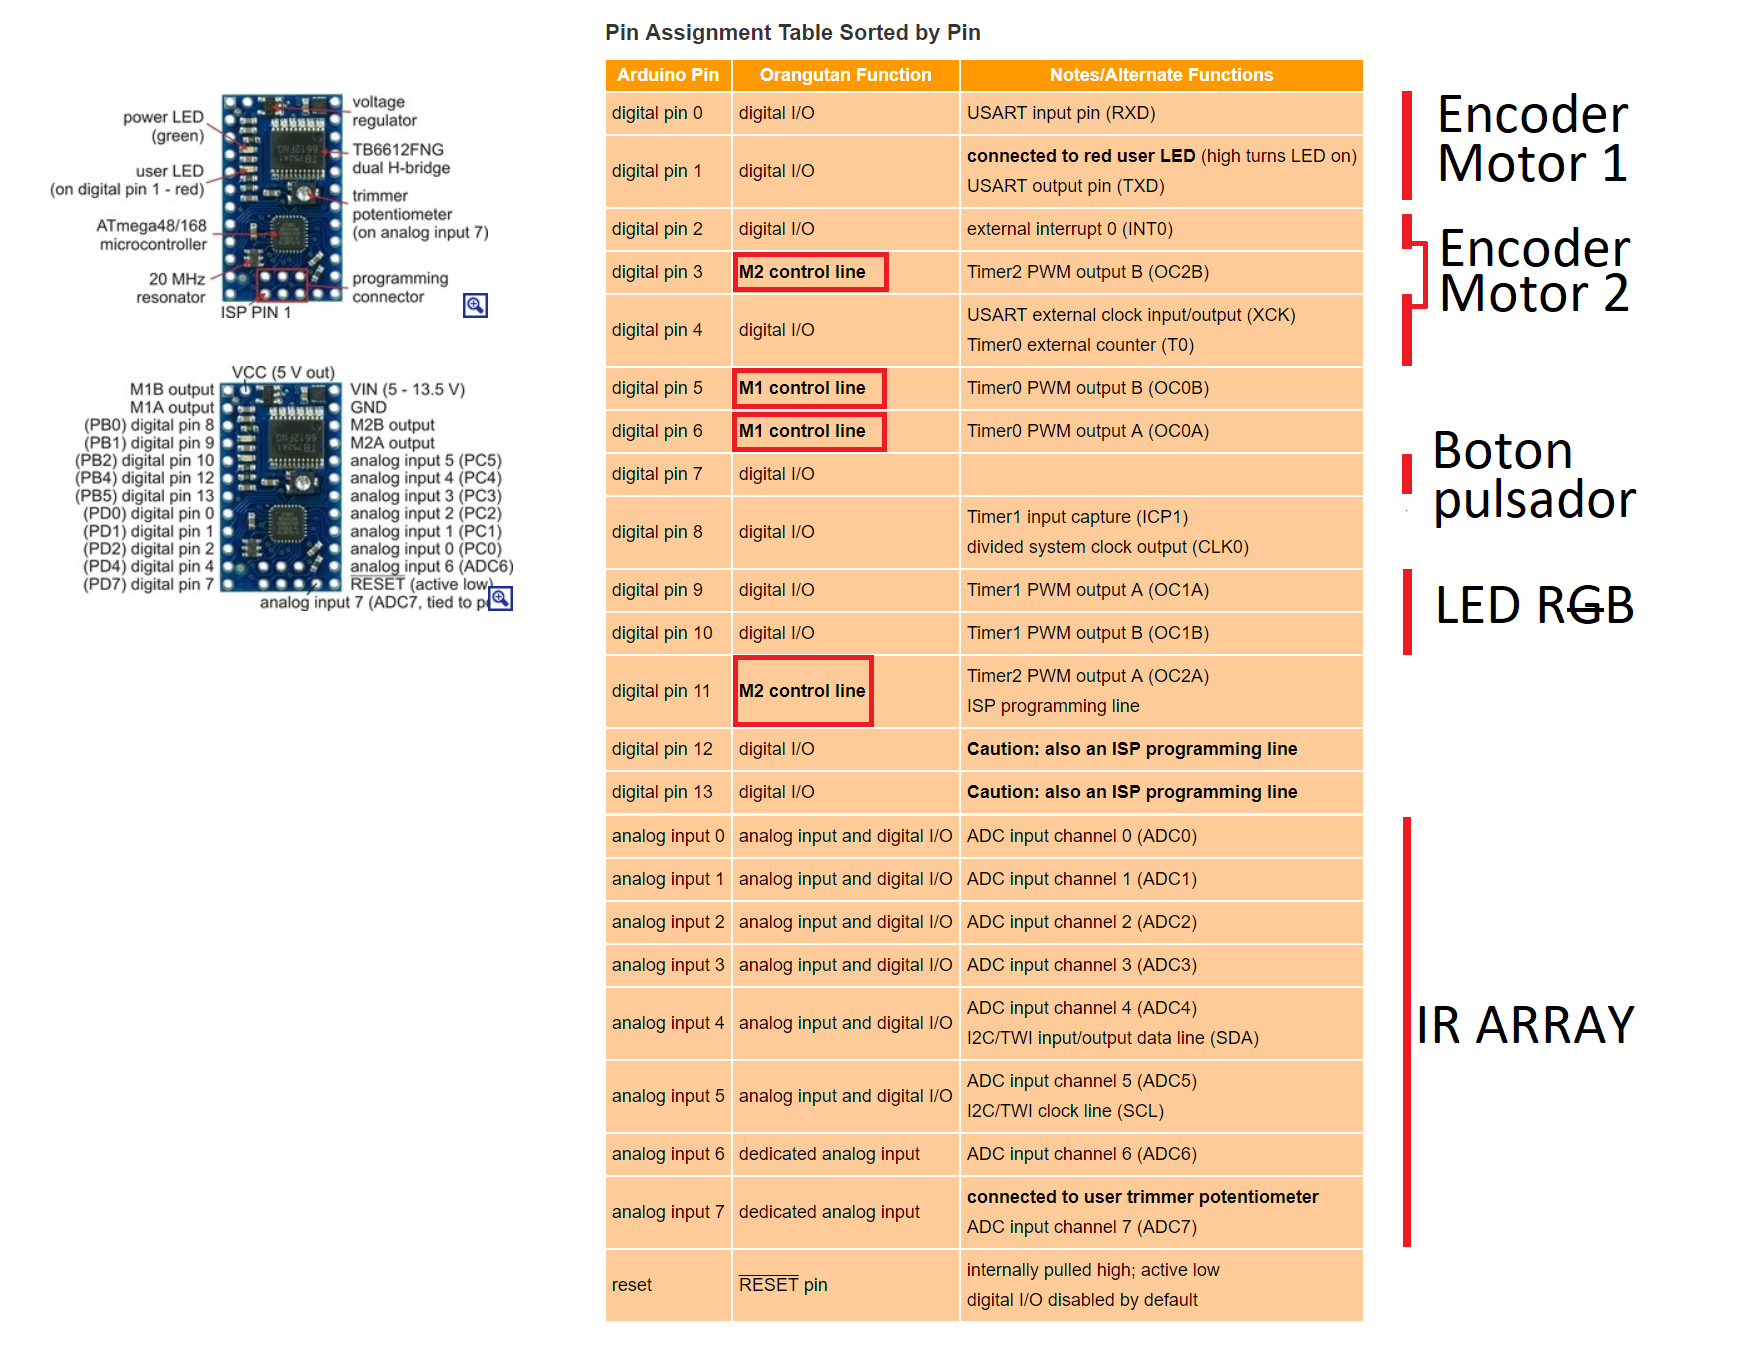 Pin Assignment Table Sorted by Pin
Arduino Pin Orangutan Function Notes/Alternate Functions
digital pin 0 digital I/O USART input pin (RXD)
digital pin 1 digital I/O connected to red user LED (high turns LED on)
USART output pin (TXD)
digital pin 2 digital I/O external interrupt 0 (INT0)
digital pin 3 M2 control line Timer2 PWM output B (OC2B)
digital pin 4 digital I/O USART external clock input/output (XCK)
Timer0 external counter (T0)
digital pin 5 M1 control line Timer0 PWM output B (OC0B)
digital pin 6 M1 control line Timer0 PWM output A (OC0A)
digital pin 7 digital I/O
digital pin 8 digital I/O Timer1 input capture (ICP1)
divided system clock output (CLK0)
digital pin 9 digital I/O Timer1 PWM output A (OC1A)
digital pin 10 digital I/O Timer1 PWM output B (OC1B)
digital pin 11 M2 control line Timer2 PWM output A (OC2A)
ISP programming line
digital pin 12 digital I/O Caution: also an ISP programming line
digital pin 13 digital I/O Caution: also an ISP programming line
analog input 0 analog input and digital I/O ADC input channel 0 (ADC0)
analog input 1 analog input and digital I/O ADC input channel 1 (ADC1)
analog input 2 analog input and digital I/O ADC input channel 2 (ADC2)
analog input 3 analog input and digital I/O ADC input channel 3 (ADC3)
analog input 4 analog input and digital I/O ADC input channel 4 (ADC4)
I2C/TWI input/output data line (SDA)
analog input 5 analog input and digital I/O ADC input channel 5 (ADC5)
I2C/TWI clock line (SCL)
analog input 6 dedicated analog input ADC input channel 6 (ADC6)
analog input 7 dedicated analog input connected to user trimmer potentiometer
ADC input channel 7 (ADC7)
reset RESET pin internally pulled high; active low
digital I/O disabled by default
Encoder
Motor 1
Encoder
Motor 2
Boton
pulsador
LED RGB
IR ARRAY
power LED
(green)
user LED
(on digital pin 1 - red)
ATmega48/168
microcontroller
20 MHz
resonator
ISP PIN 1
voltage
regulator
TB6612FNG
dual H-bridge
trimmer
potentiometer
(on analog input 7)
programming
connector
VCC (5 V out)
M1B output
M1A output
(PB0) digital pin 8
(PB1) digital pin 9
(PB2) digital pin 10
(PB4) digital pin 12
(PB5) digital pin 13
(PD0) digital pin 0
(PD1) digital pin 1
(PD2) digital pin 2
(PD4) digital pin 4
(PD7) digital pin 7
VIN (5 - 13.5 V)
GND
M2B output
M2A output
analog input 5 (PC5)
analog input 4 (PC4)
analog input 3 (PC3)
analog input 2 (PC2)
analog input 1 (PC1)
analog input 0 (PC0)
analog input 6 (ADC6)
RESET (active low)
analog input 7 (ADC7, tied to p